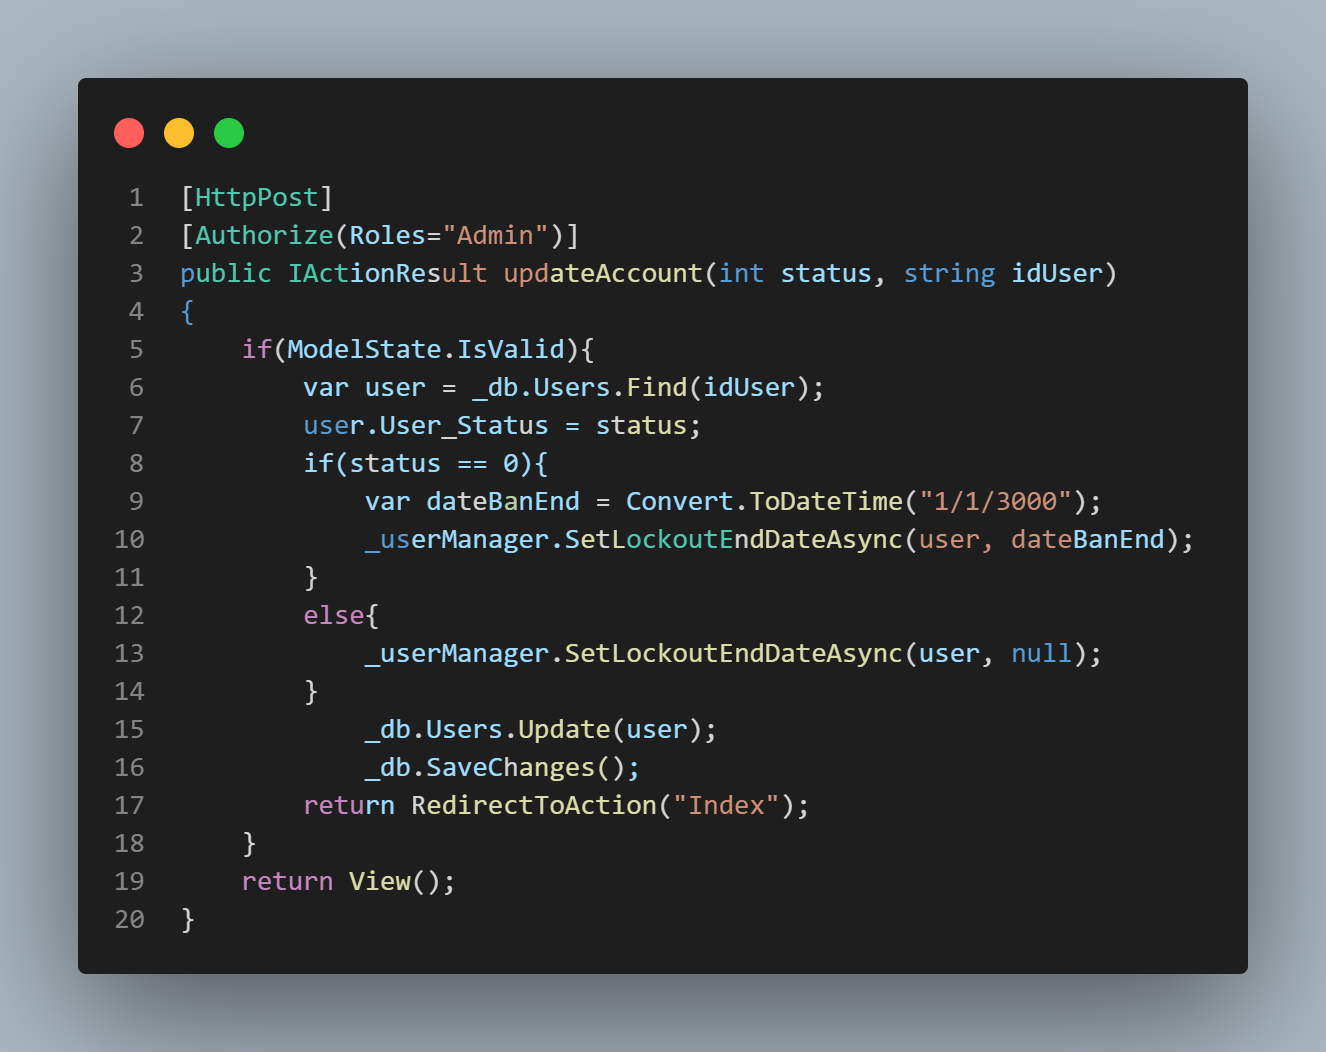 1 [HttpPost]
2 [Authorize(Roles="Admin")]
3 public IActionResult updateAccount(int status, string idUser)
4 {
5     if(ModelState.IsValid){
6         var user = _db.Users.Find(idUser);
7         user.User_Status = status;
8         if(status == 0){
9             var dateBanEnd = Convert.ToDateTime("1/1/3000");
10             _userManager.SetLockoutEndDateAsync(user, dateBanEnd);
11         }
12         else{
13             _userManager.SetLockoutEndDateAsync(user, null);
14         }
15             _db.Users.Update(user);
16             _db.SaveChanges();
17         return RedirectToAction("Index");
18     }
19     return View();
20 }